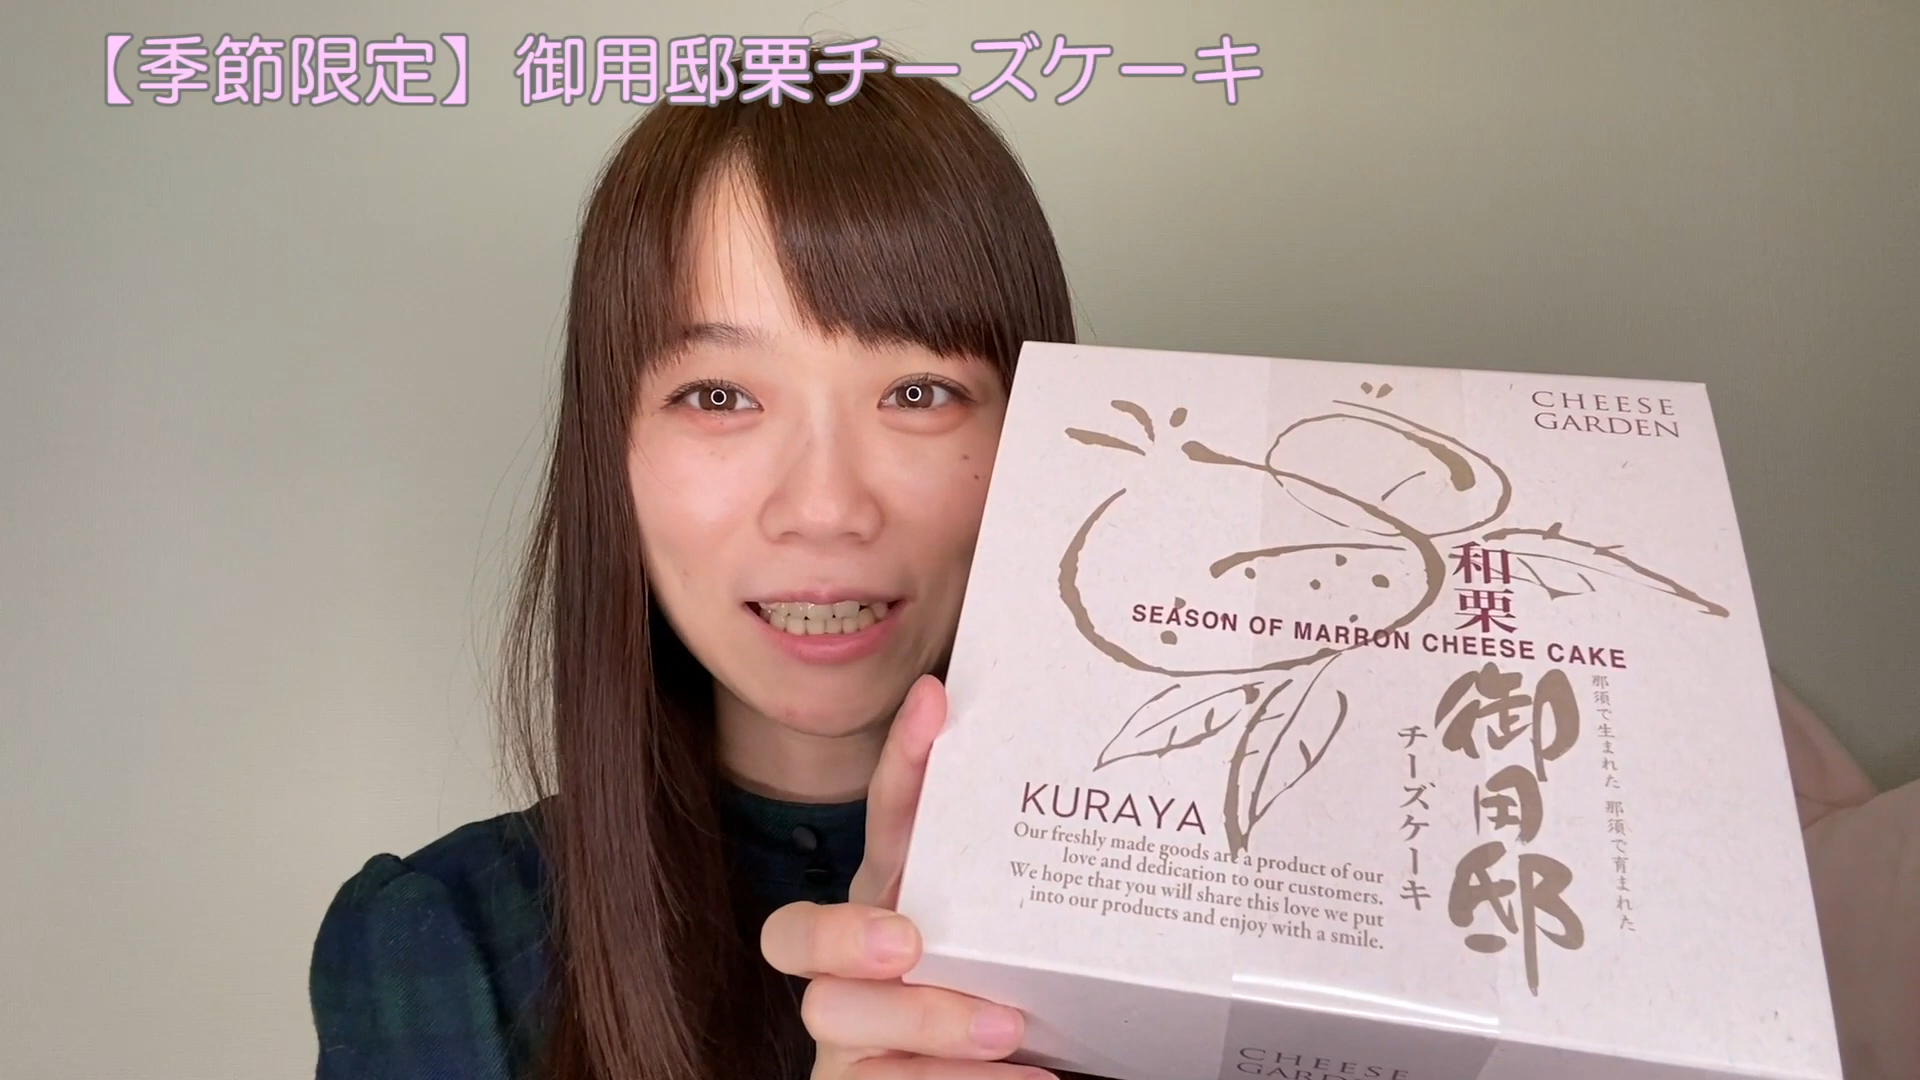 【季節限定】御用邸栗チーズケーキ
CHEESE
GARDEN
和栗
SEASON OF MARRON CHEESE CAKE
御用邸
チーズケーキ
那須で生まれた 那須で育まれた
KURAYA
Our freshly made goods are a product of our
love and dedication to our customers.
We hope that you will share this love we put
into our products and enjoy with a smile.
CHEESE
GARDEN